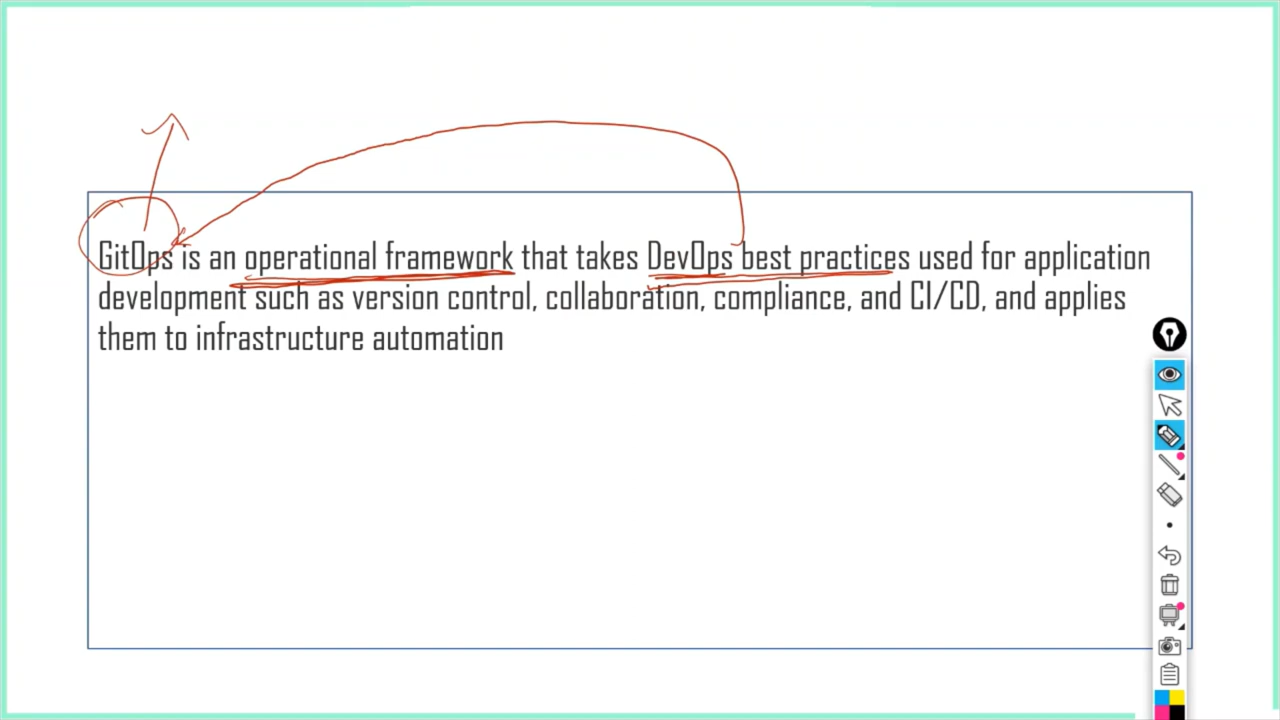 GitOps is an operational framework that takes DevOps best practices used for application
development such as version control, collaboration, compliance, and CI/CD, and applies
them to infrastructure automation